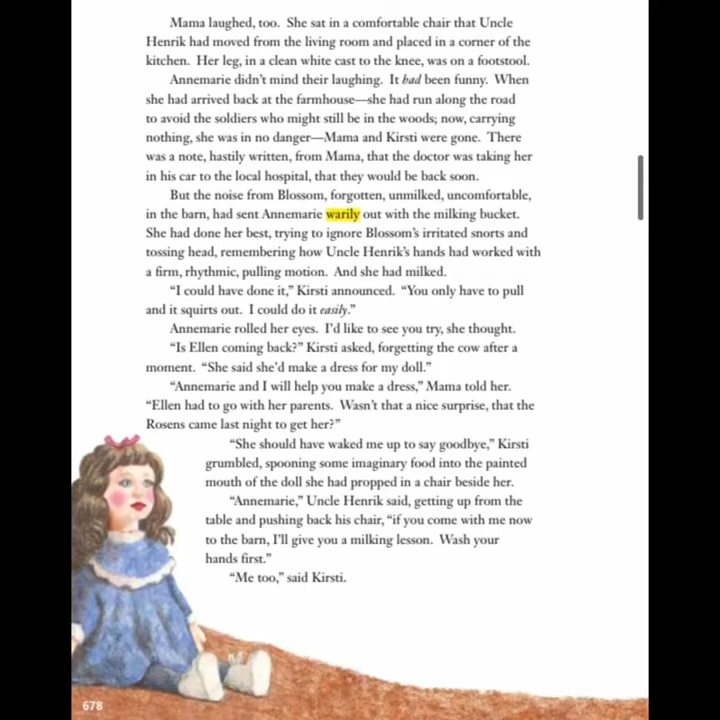 Mama laughed, too. She sat in a comfortable chair that Uncle
Henrik had moved from the living room and placed in a corner of the
kitchen. Her leg, in a clean white cast to the knee, was on a footstool.
Annemarie didn’t mind their laughing. It had been funny. When
she had arrived back at the farmhouse—she had run along the road
to avoid the soldiers who might still be in the woods; now, carrying
nothing, she was in no danger—Mama and Kirsti were gone. There
was a note, hastily written, from Mama, that the doctor was taking her
in his car to the local hospital, that they would be back soon.
But the noise from Blossom, forgotten, unmilked, uncomfortable,
in the barn, had sent Annemarie warily out with the milking bucket.
She had done her best, trying to ignore Blossom’s irritated snorts and
tossing head, remembering how Uncle Henrik’s hands had worked with
a firm, rhythmic, pulling motion. And she had milked.
“I could have done it,” Kirsti announced. “You only have to pull
and it squirts out. I could do it easily.”
Annemarie rolled her eyes. I’d like to see you try, she thought.
“Is Ellen coming back?” Kirsti asked, forgetting the cow after a
moment. “She said she’d make a dress for my doll.”
“Annemarie and I will help you make a dress,” Mama told her.
“Ellen had to go with her parents. Wasn’t that a nice surprise, that the
Rosens came last night to get her?”
“She should have waked me up to say goodbye,” Kirsti
grumbled, spooning some imaginary food into the painted
mouth of the doll she had propped in a chair beside her.
“Annemarie,” Uncle Henrik said, getting up from the
table and pushing back his chair, “if you come with me now
to the barn, I’ll give you a milking lesson. Wash your
hands first.”
“Me too,” said Kirsti.
678